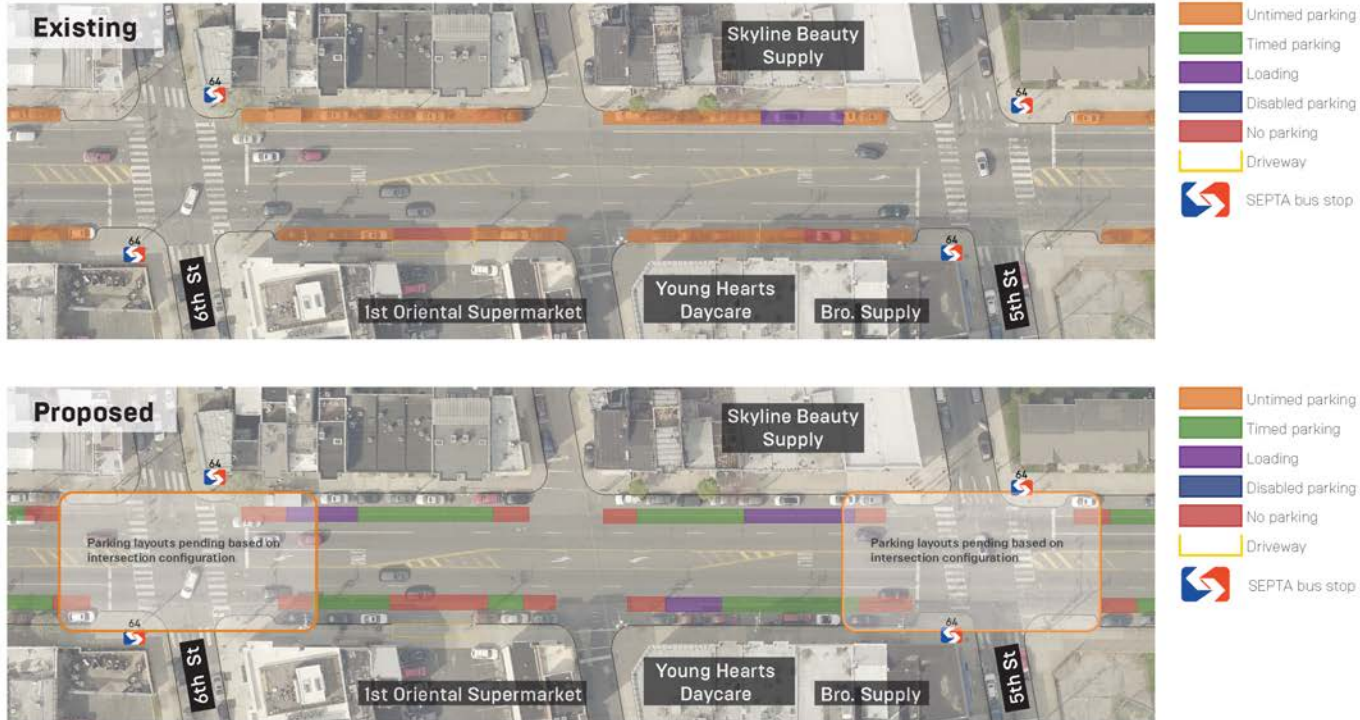 Existing
Skyline Beauty
Supply
64
64
64
64
6th St
1st Oriental Supermarket
Young Hearts
Daycare
Bro. Supply
5th St
Untimed parking
Timed parking
Loading
Disabled parking
No parking
Driveway
SEPTA bus stop
Proposed
Skyline Beauty
Supply
64
64
Parking layouts pending based on
intersection configuration
Parking layouts pending based on
intersection configuration
64
64
6th St
1st Oriental Supermarket
Young Hearts
Daycare
Bro. Supply
5th St
Untimed parking
Timed parking
Loading
Disabled parking
No parking
Driveway
SEPTA bus stop